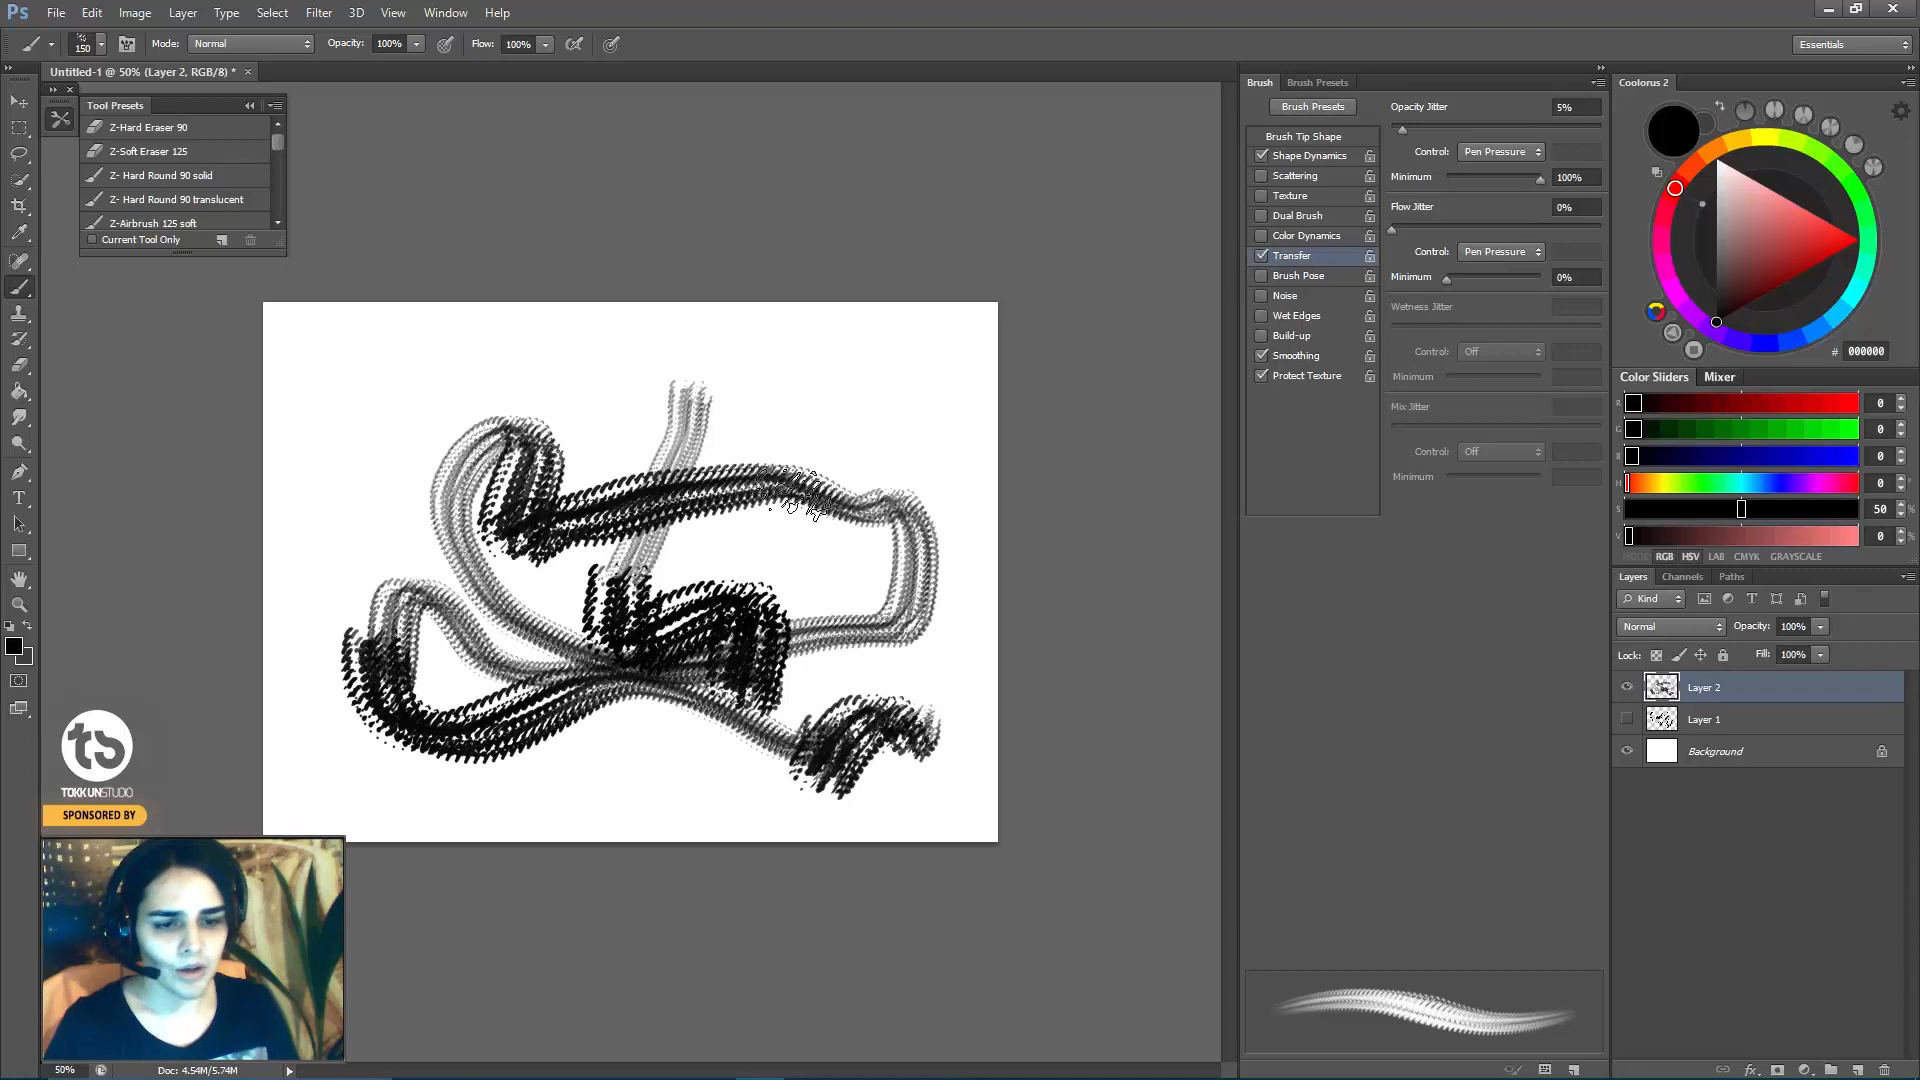 Ps File Edit Image Layer Type Select Filter 3D View Window Help
150 Mode: Normal Opacity: 100% Flow: 100% Essentials
Untitled-1 @ 50% (Layer 2, RGB/8) * ×
Tool Presets
Z-Hard Eraser 90
Z-Soft Eraser 125
Z- Hard Round 90 solid
Z- Hard Round 90 translucent
Z-Airbrush 125 soft
Current Tool Only
Brush Brush Presets
Brush Presets
Brush Tip Shape
Shape Dynamics
Scattering
Texture
Dual Brush
Color Dynamics
Transfer
Brush Pose
Noise
Wet Edges
Build-up
Smoothing
Protect Texture
Opacity Jitter 5%
Control: Pen Pressure
Minimum 100%
Flow Jitter 0%
Control: Pen Pressure
Minimum 0%
Wetness Jitter
Control: Off
Minimum
Mix Jitter
Control: Off
Minimum
Coolorus 2
# 000000
Color Sliders Mixer
R 0
G 0
B 0
H 0 °
S 50 %
V 0 %
MODE RGB HSV LAB CMYK GRAYSCALE
Layers Channels Paths
Kind
Normal Opacity: 100%
Lock: Fill: 100%
Layer 2
Layer 1
Background
ts
TOKKUNSTUDIO
SPONSORED BY
50% Doc: 4.54M/5.74M